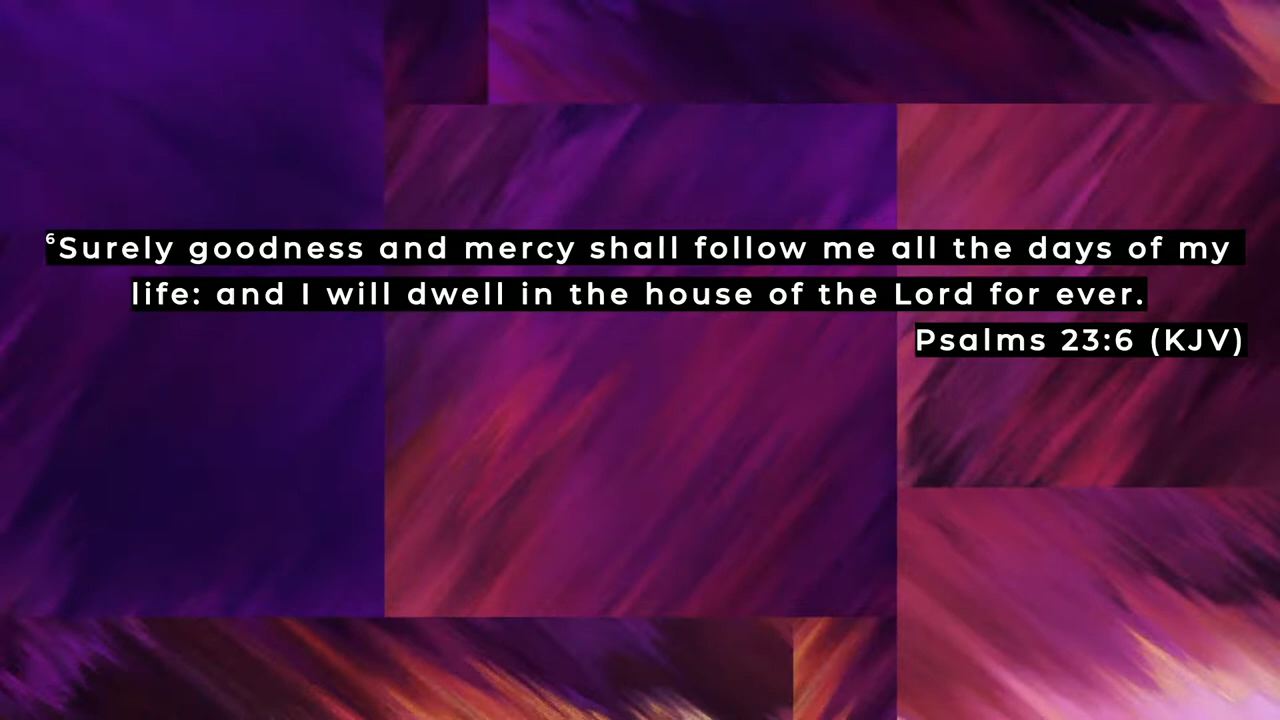 ⁶Surely goodness and mercy shall follow me all the days of my
life: and I will dwell in the house of the Lord for ever.
Psalms 23:6 (KJV)